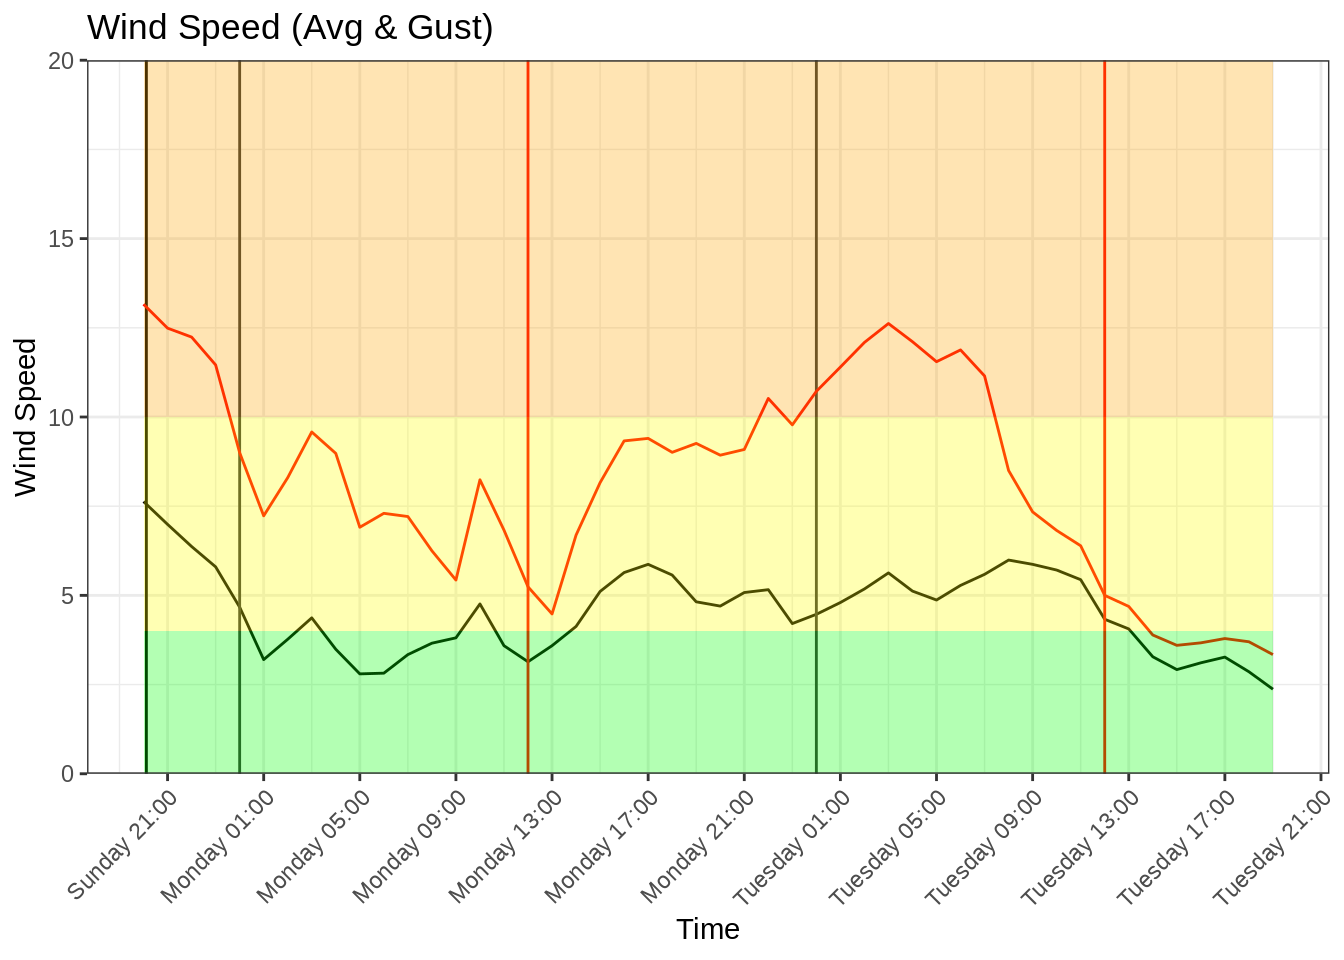 Wind Speed (Avg & Gust)
20
15
10
5
0
Wind Speed
Sunday 21:00
Monday 01:00
Monday 05:00
Monday 09:00
Monday 13:00
Monday 17:00
Monday 21:00
Tuesday 01:00
Tuesday 05:00
Tuesday 09:00
Tuesday 13:00
Tuesday 17:00
Tuesday 21:00
Time